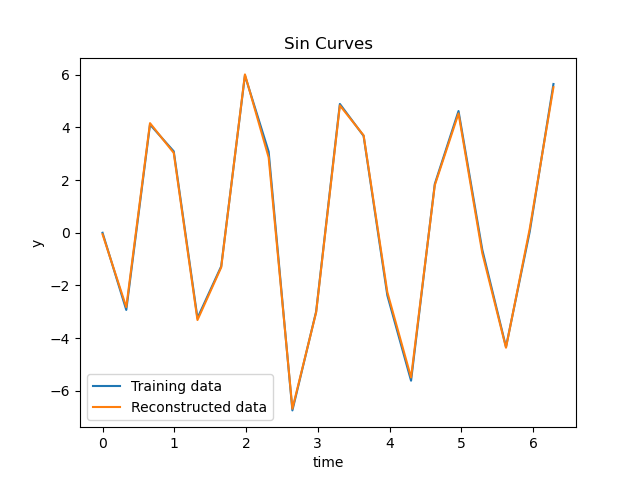 Sin Curves
6
4
2
0
−2
−4
−6
y
Training data
Reconstructed data
0 1 2 3 4 5 6
time